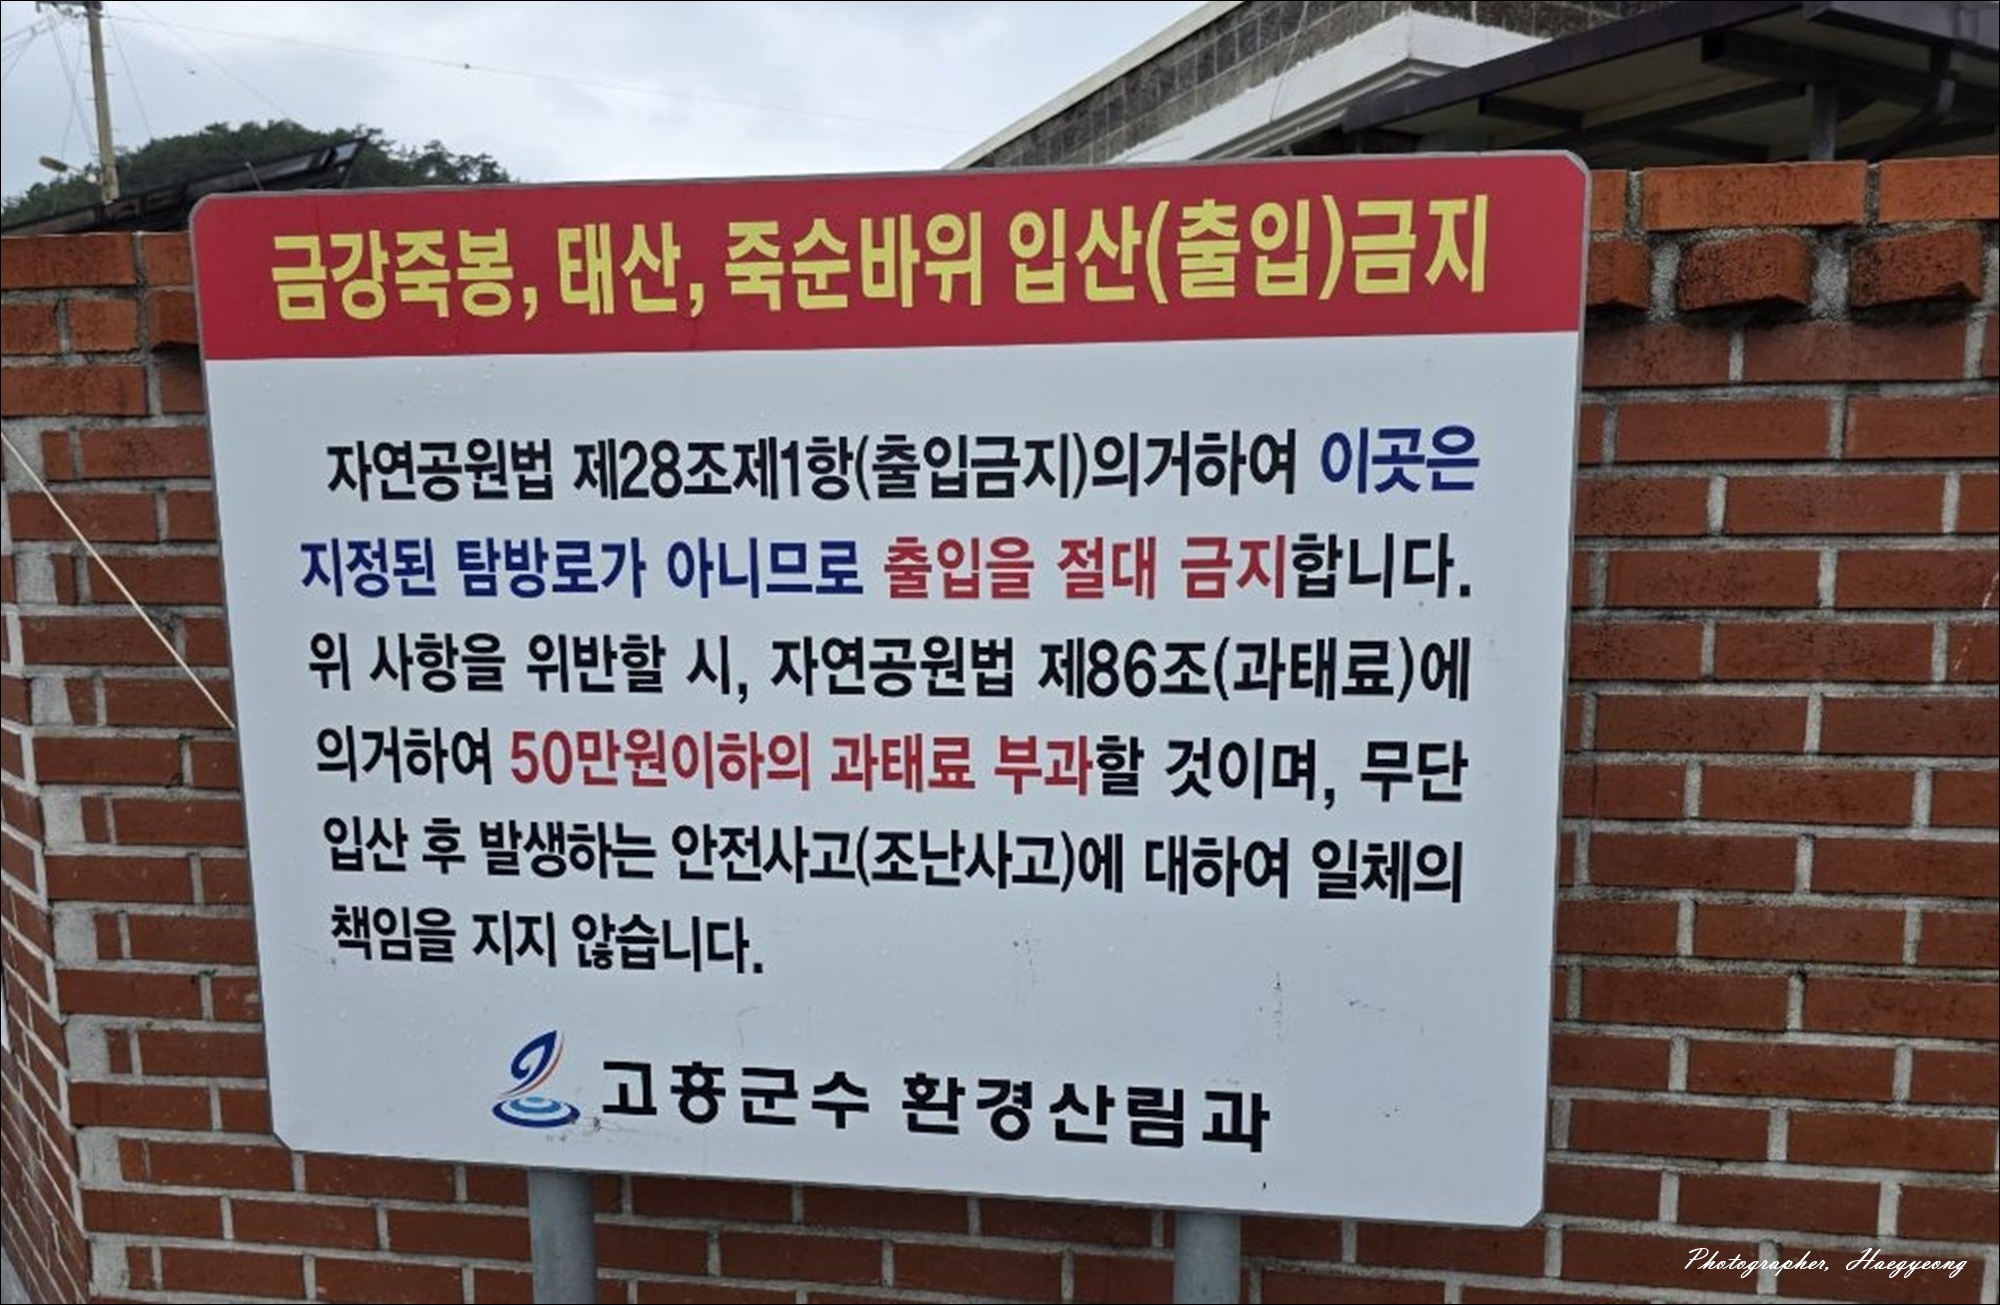 금강죽봉, 태산, 죽순바위 입산(출입)금지
자연공원법 제28조제1항(출입금지)의거하여 이곳은
지정된 탐방로가 아니므로 출입을 절대 금지합니다.
위 사항을 위반할 시, 자연공원법 제86조(과태료)에
의거하여 50만원이하의 과태료 부과할 것이며, 무단
입산 후 발생하는 안전사고(조난사고)에 대하여 일체의
책임을 지지 않습니다.
고흥군수 환경산림과
Photographer, Haegyeong